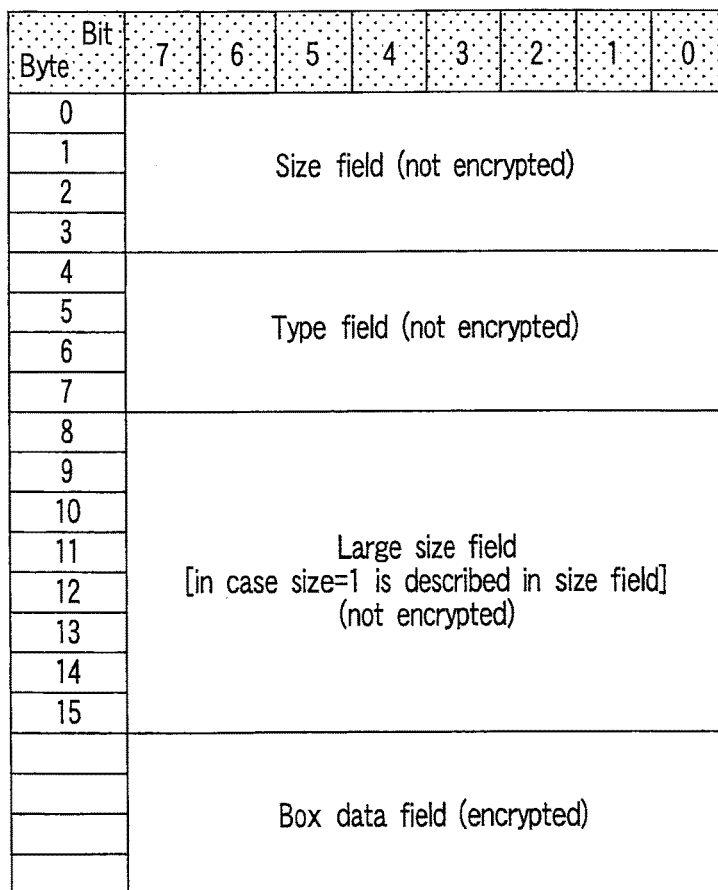 Bit
Byte
7 6 5 4 3 2 1 0
0
1
2
3
Size field (not encrypted)
4
5
6
7
Type field (not encrypted)
8
9
10
11
12
13
14
15
Large size field
[in case size=1 is described in size field]
(not encrypted)
Box data field (encrypted)